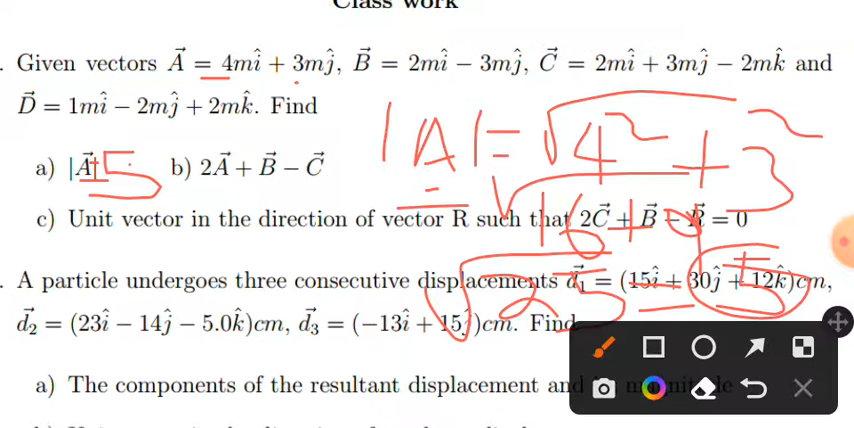 Class work
. Given vectors A⃗ = 4mî + 3mĵ, B⃗ = 2mî − 3mĵ, C⃗ = 2mî + 3mĵ − 2mk̂ and
D⃗ = 1mî − 2mĵ + 2mk̂. Find
|A| = √4² + 3²
a) |A⃗| 5 b) 2A⃗ + B⃗ − C⃗
= √16 + 9
c) Unit vector in the direction of vector R such that 2C⃗ + B⃗ − R⃗ = 0
√25 = 5
. A particle undergoes three consecutive displacements d⃗₁ = (15î + 30ĵ + 12k̂)cm,
d⃗₂ = (23î − 14ĵ − 5.0k̂)cm, d⃗₃ = (−13î + 15ĵ)cm. Find
a) The components of the resultant displacement and